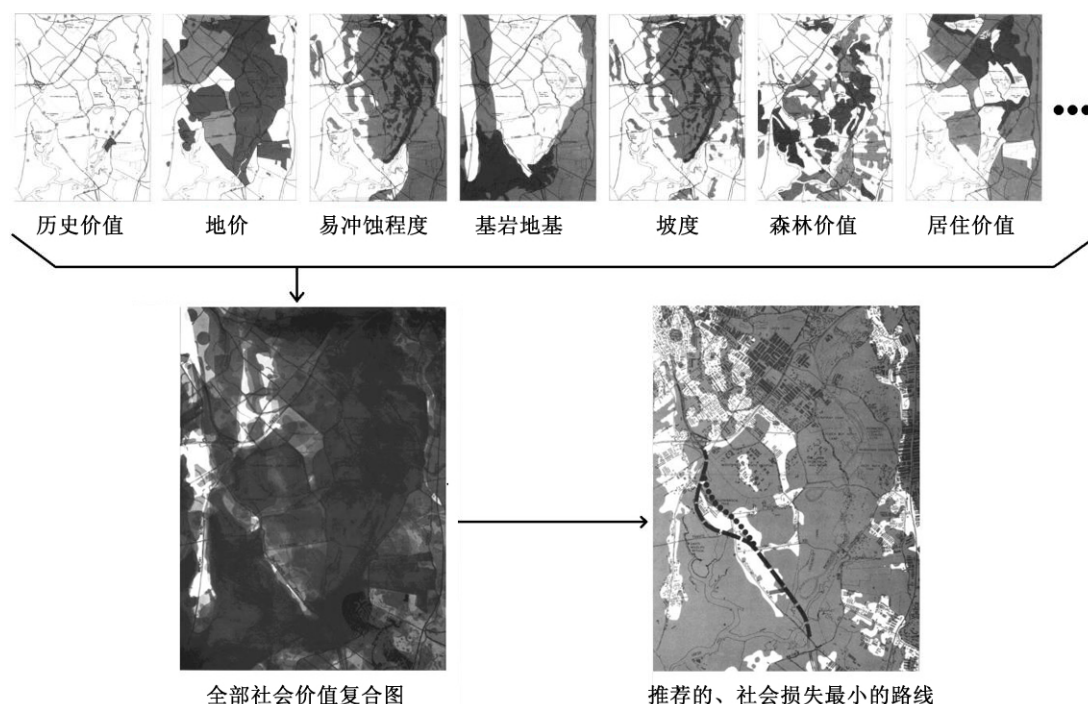 历史价值
地价
易冲蚀程度
基岩地基
坡度
森林价值
居住价值
全部社会价值复合图
推荐的、社会损失最小的路线